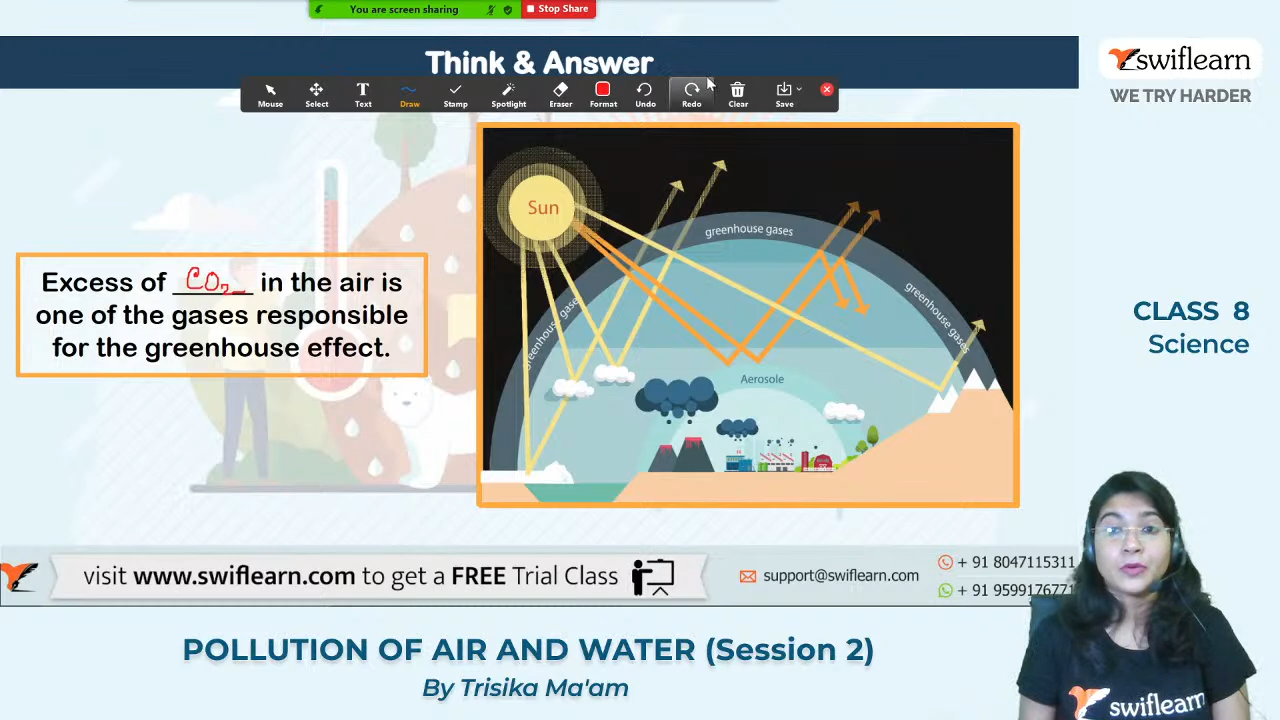 You are screen sharing
Stop Share
Think & Answer
swiflearn
WE TRY HARDER
Mouse Select Text Draw Stamp Spotlight Eraser Format Undo Redo Clear Save
Sun
greenhouse gases
greenhouse gases
greenhouse gases
Aerosole
Excess of CO₂ in the air is
one of the gases responsible
for the greenhouse effect.
CLASS 8
Science
visit www.swiflearn.com to get a FREE Trial Class
support@swiflearn.com
+ 91 8047115311
+ 91 9599176771
POLLUTION OF AIR AND WATER (Session 2)
By Trisika Ma'am
swiflearn